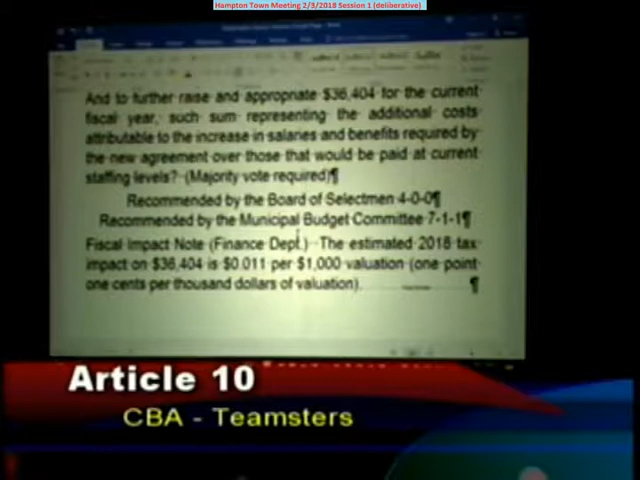 Hampton Town Meeting 2/3/2018 Session 1 (deliberative)
And to further raise and appropriate $36,404 for the current
fiscal year, such sum representing the additional costs
attributable to the increase in salaries and benefits required by
the new agreement over those that would be paid at current
staffing levels? (Majority vote required)¶
Recommended by the Board of Selectmen 4-0-0¶
Recommended by the Municipal Budget Committee 7-1-1¶
Fiscal Impact Note (Finance Dept.) The estimated 2018 tax
impact on $36,404 is $0.011 per $1,000 valuation (one point
one cents per thousand dollars of valuation). ¶
Article 10
CBA - Teamsters